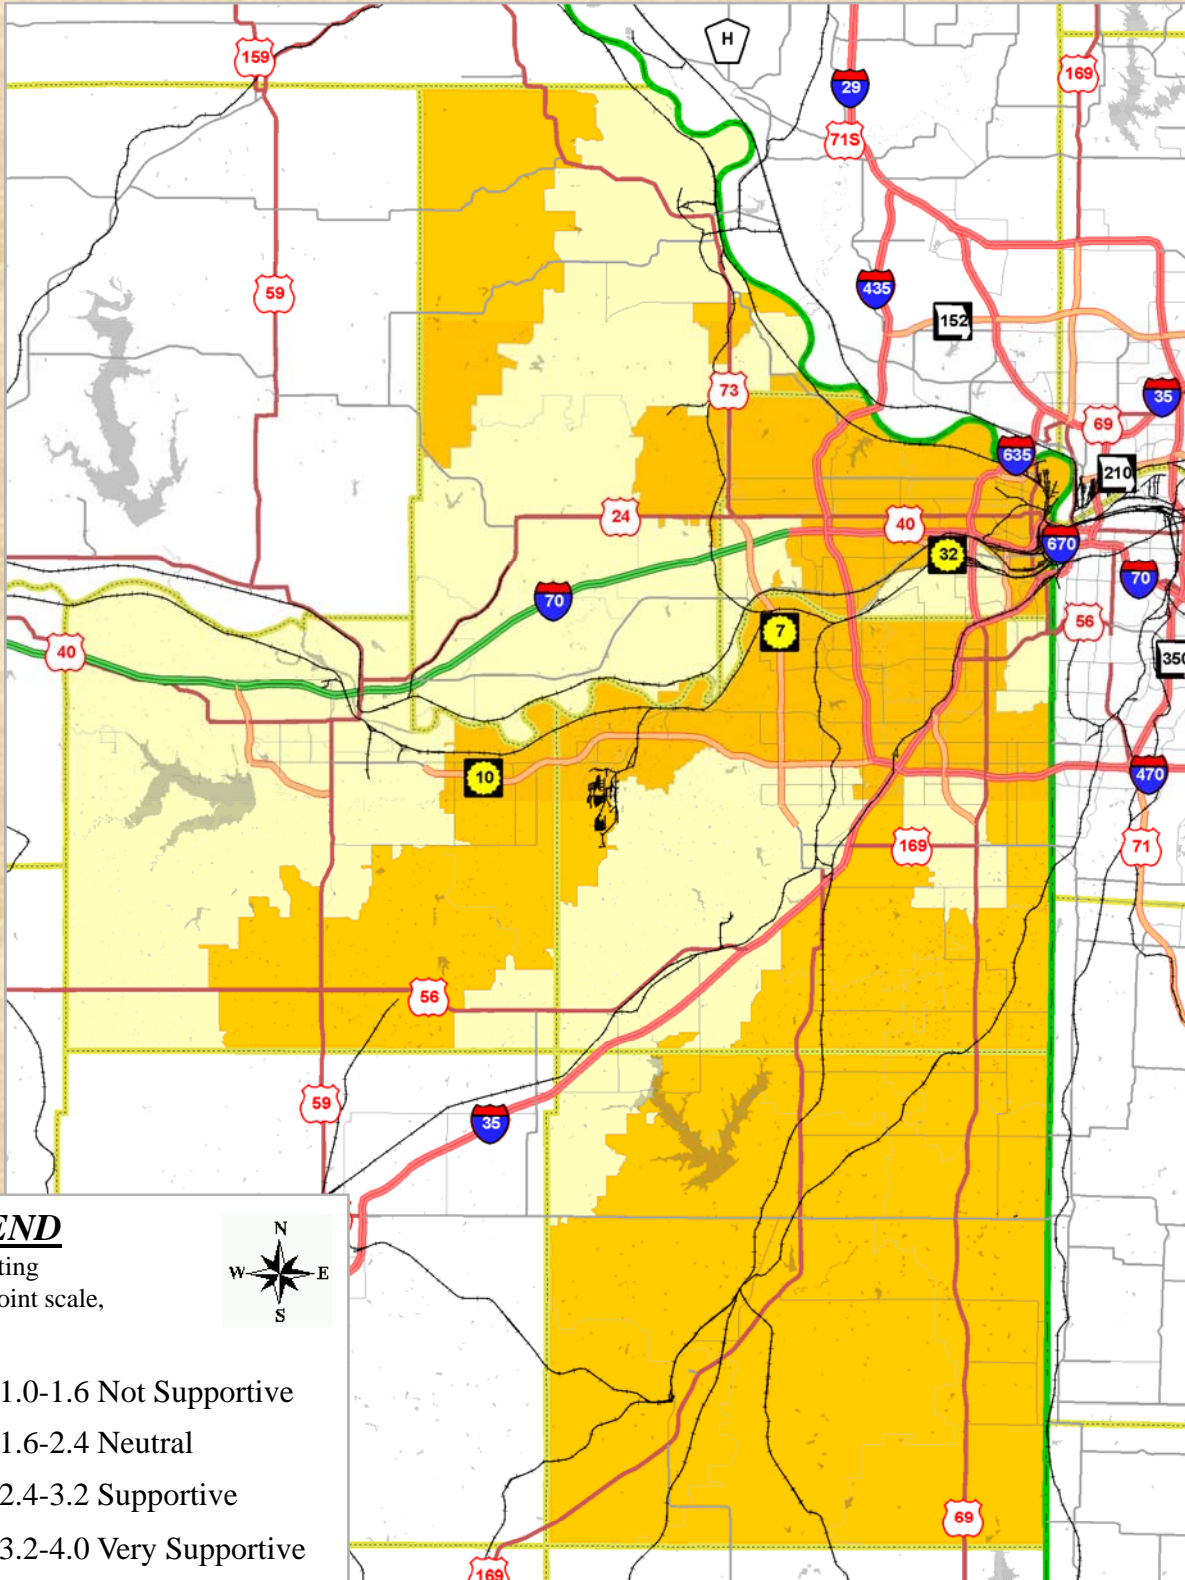 159
H
29
169
71S
59
435
152
35
73
69
635
210
24
40
670
32
70
70
7
56
40
350
10
470
169
71
56
59
35
END
ting
oint scale,
N
W E
S
1.0-1.6 Not Supportive
1.6-2.4 Neutral
2.4-3.2 Supportive
3.2-4.0 Very Supportive
69
169